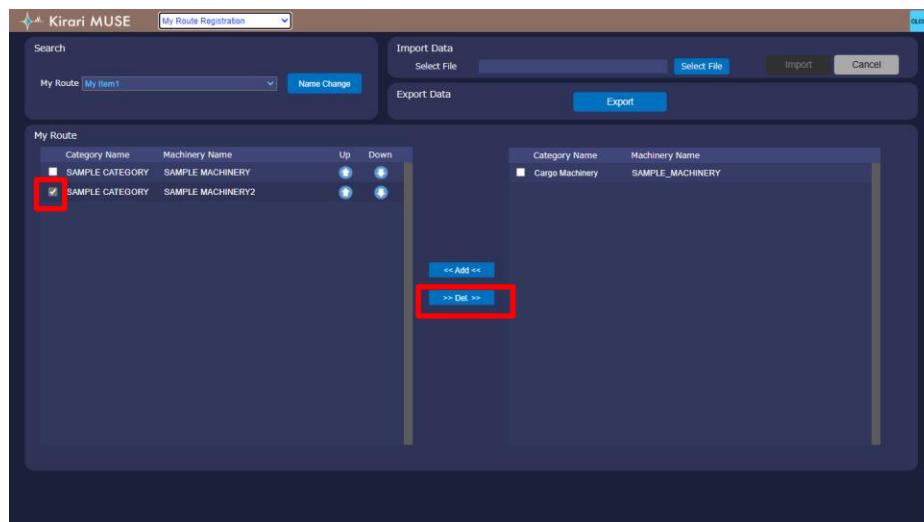 Kirari MUSE My Route Registration
Search
My Route My Item1 Name Change
Import Data
Select File Select File Import Cancel
Export Data
Export
My Route
Category Name Machinery Name Up Down
SAMPLE CATEGORY SAMPLE MACHINERY
SAMPLE CATEGORY SAMPLE MACHINERY2
<< Add <<
>> Del. >>
Category Name Machinery Name
Cargo Machinery SAMPLE_MACHINERY